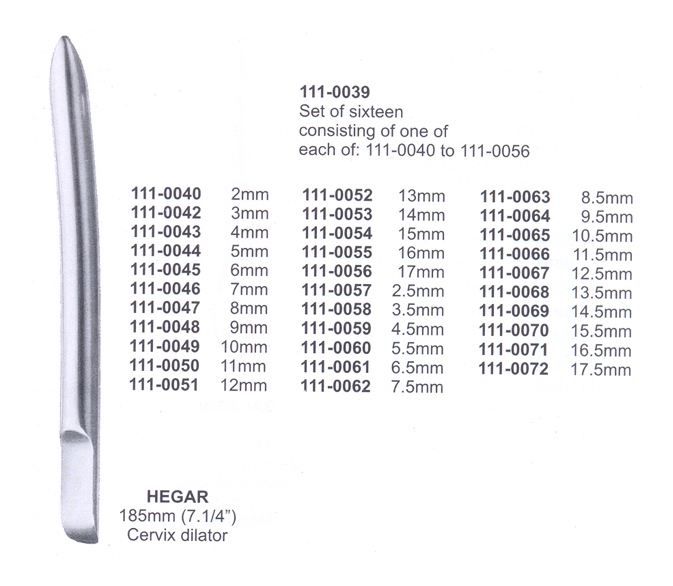 111-0039
Set of sixteen
consisting of one of
each of: 111-0040 to 111-0056
111-0040 2mm 111-0052 13mm 111-0063 8.5mm
111-0042 3mm 111-0053 14mm 111-0064 9.5mm
111-0043 4mm 111-0054 15mm 111-0065 10.5mm
111-0044 5mm 111-0055 16mm 111-0066 11.5mm
111-0045 6mm 111-0056 17mm 111-0067 12.5mm
111-0046 7mm 111-0057 2.5mm 111-0068 13.5mm
111-0047 8mm 111-0058 3.5mm 111-0069 14.5mm
111-0048 9mm 111-0059 4.5mm 111-0070 15.5mm
111-0049 10mm 111-0060 5.5mm 111-0071 16.5mm
111-0050 11mm 111-0061 6.5mm 111-0072 17.5mm
111-0051 12mm 111-0062 7.5mm
HEGAR
185mm (7.1/4”)
Cervix dilator